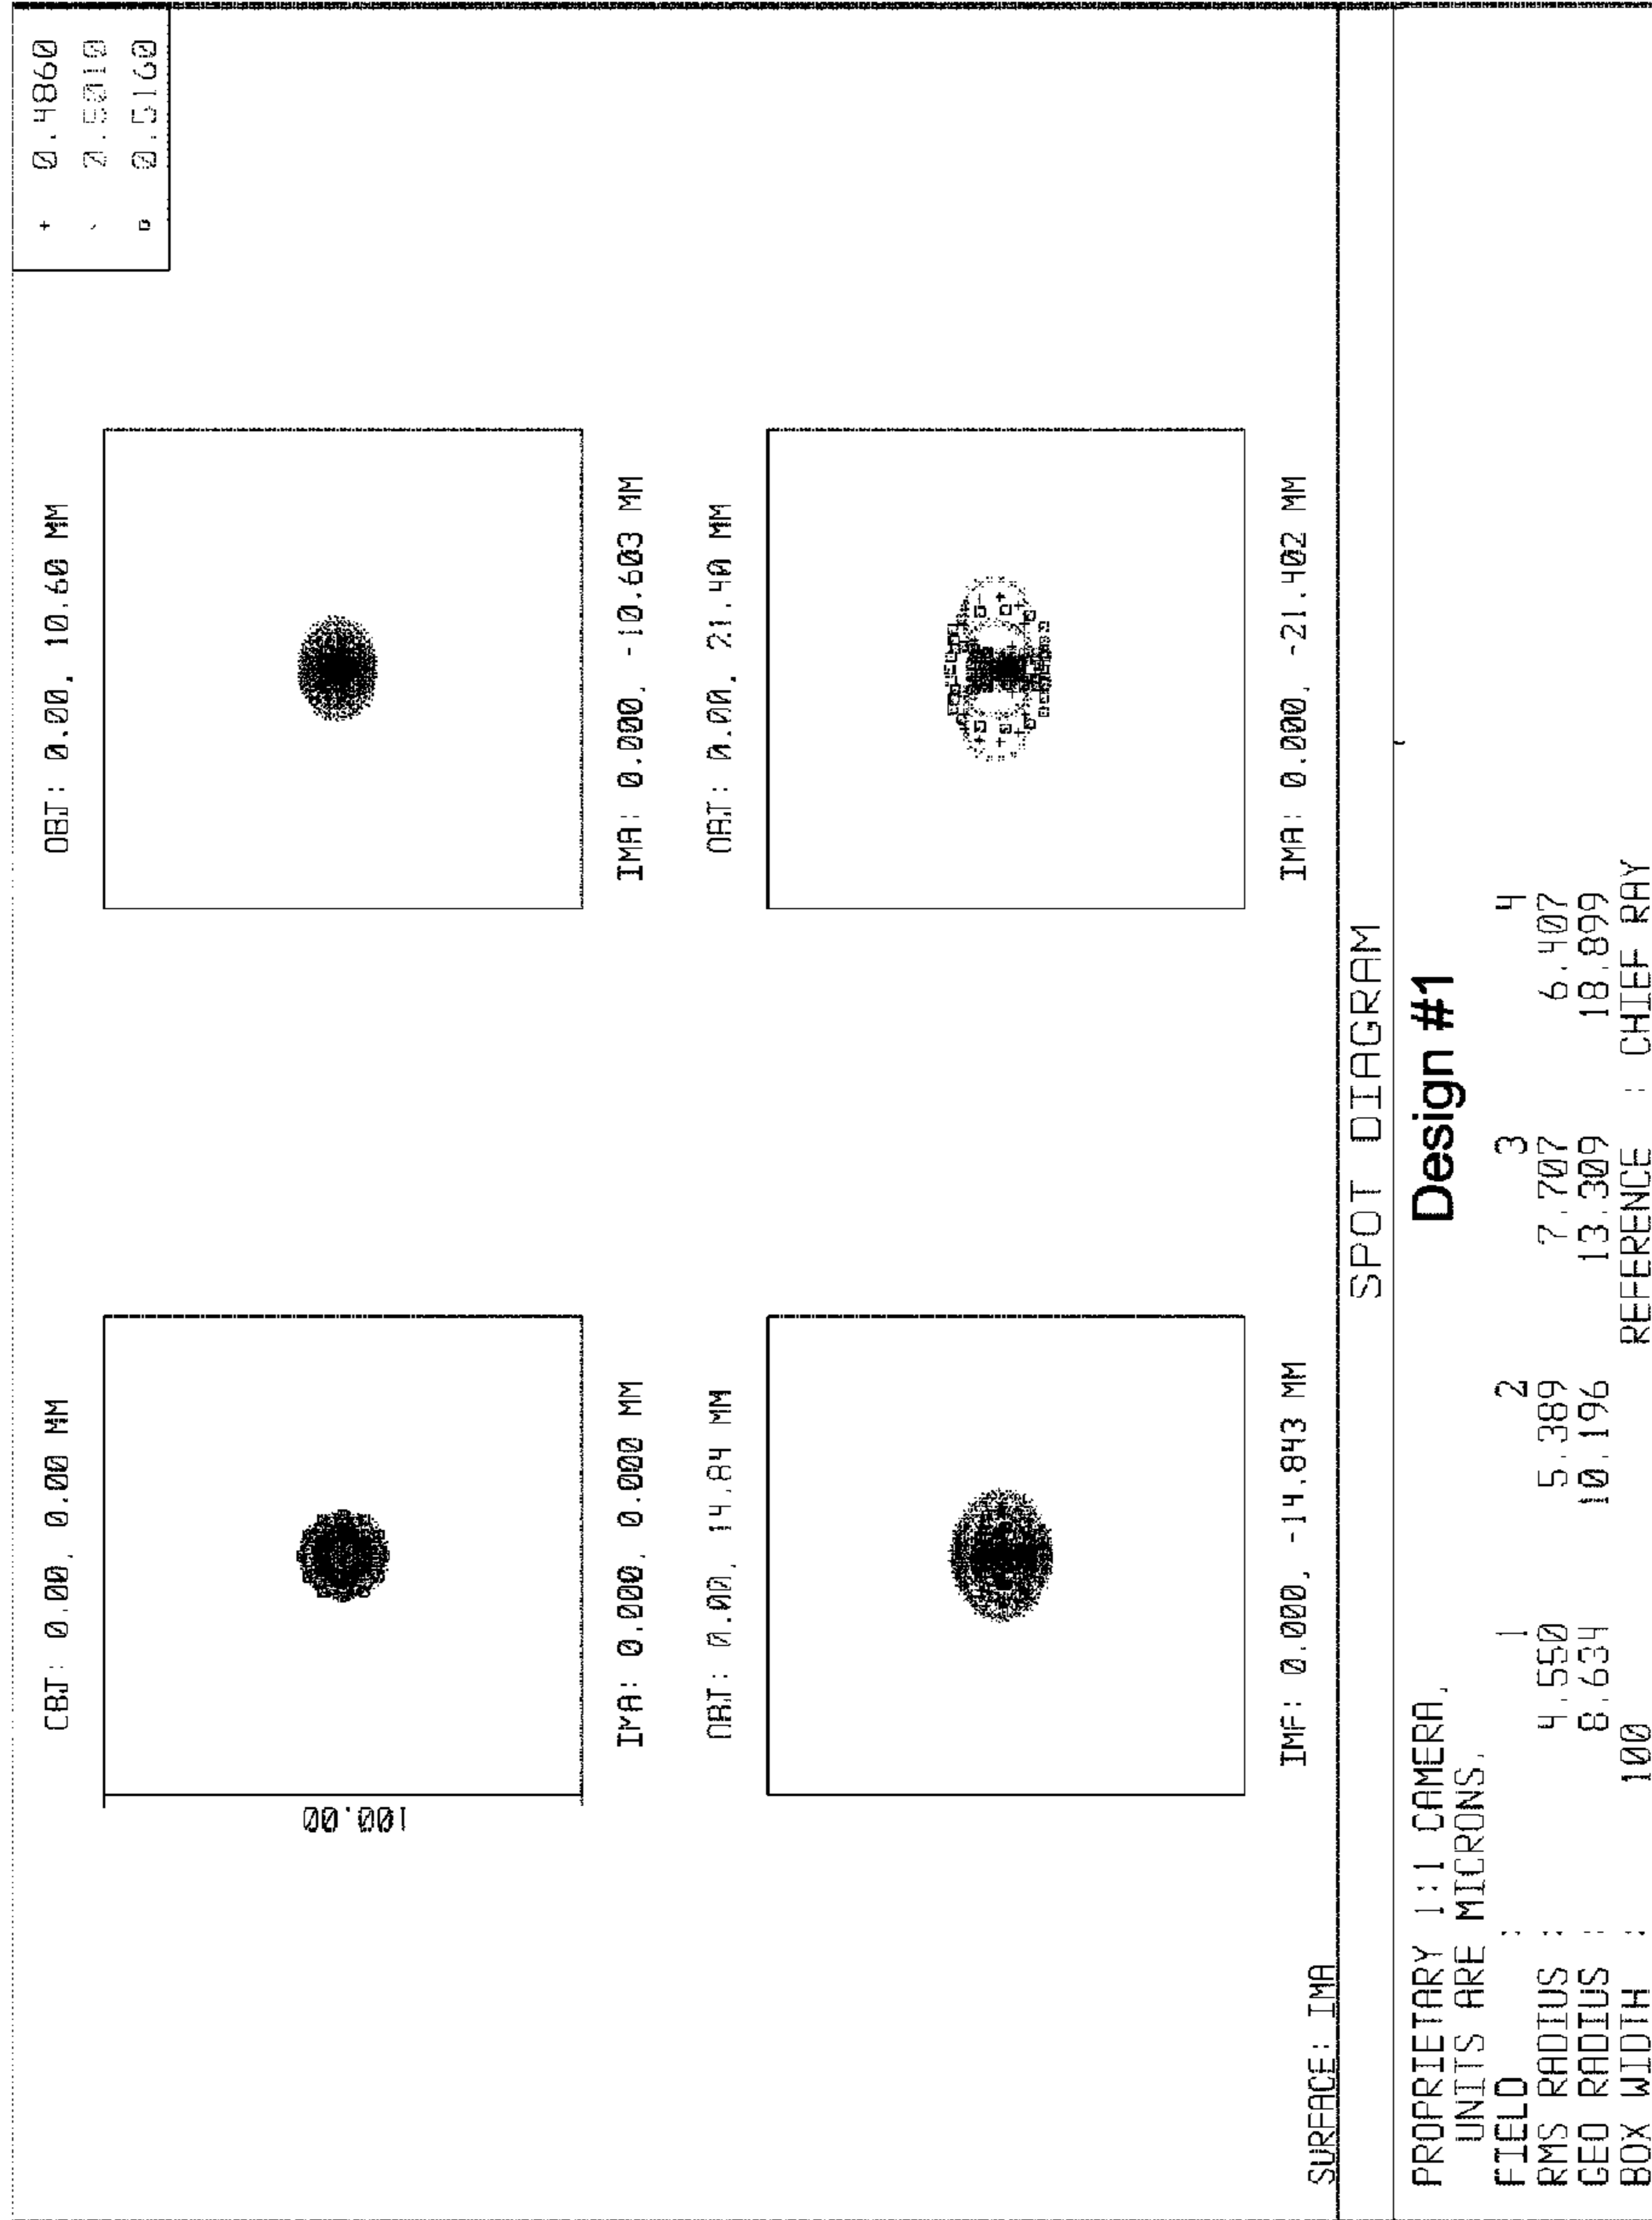 + 0.4860
0.5010
▫ 0.5160
OBJ: 0.00, 0.00 MM
OBJ: 0.00, 10.60 MM
100.00
IMA: 0.000, 0.000 MM
IMA: 0.000, -10.603 MM
OBJ: 0.00, 14.84 MM
OBJ: 0.00, 21.40 MM
IMA: 0.000, -14.843 MM
IMA: 0.000, -21.402 MM
SURFACE: IMA
SPOT DIAGRAM
Design #1
PROPRIETARY 1:1 CAMERA,
UNITS ARE MICRONS.
FIELD : 1 2 3 4
RMS RADIUS : 4.550 5.389 7.707 6.407
GEO RADIUS : 8.634 10.196 13.309 18.899
BOX WIDTH : 100 REFERENCE : CHIEF RAY